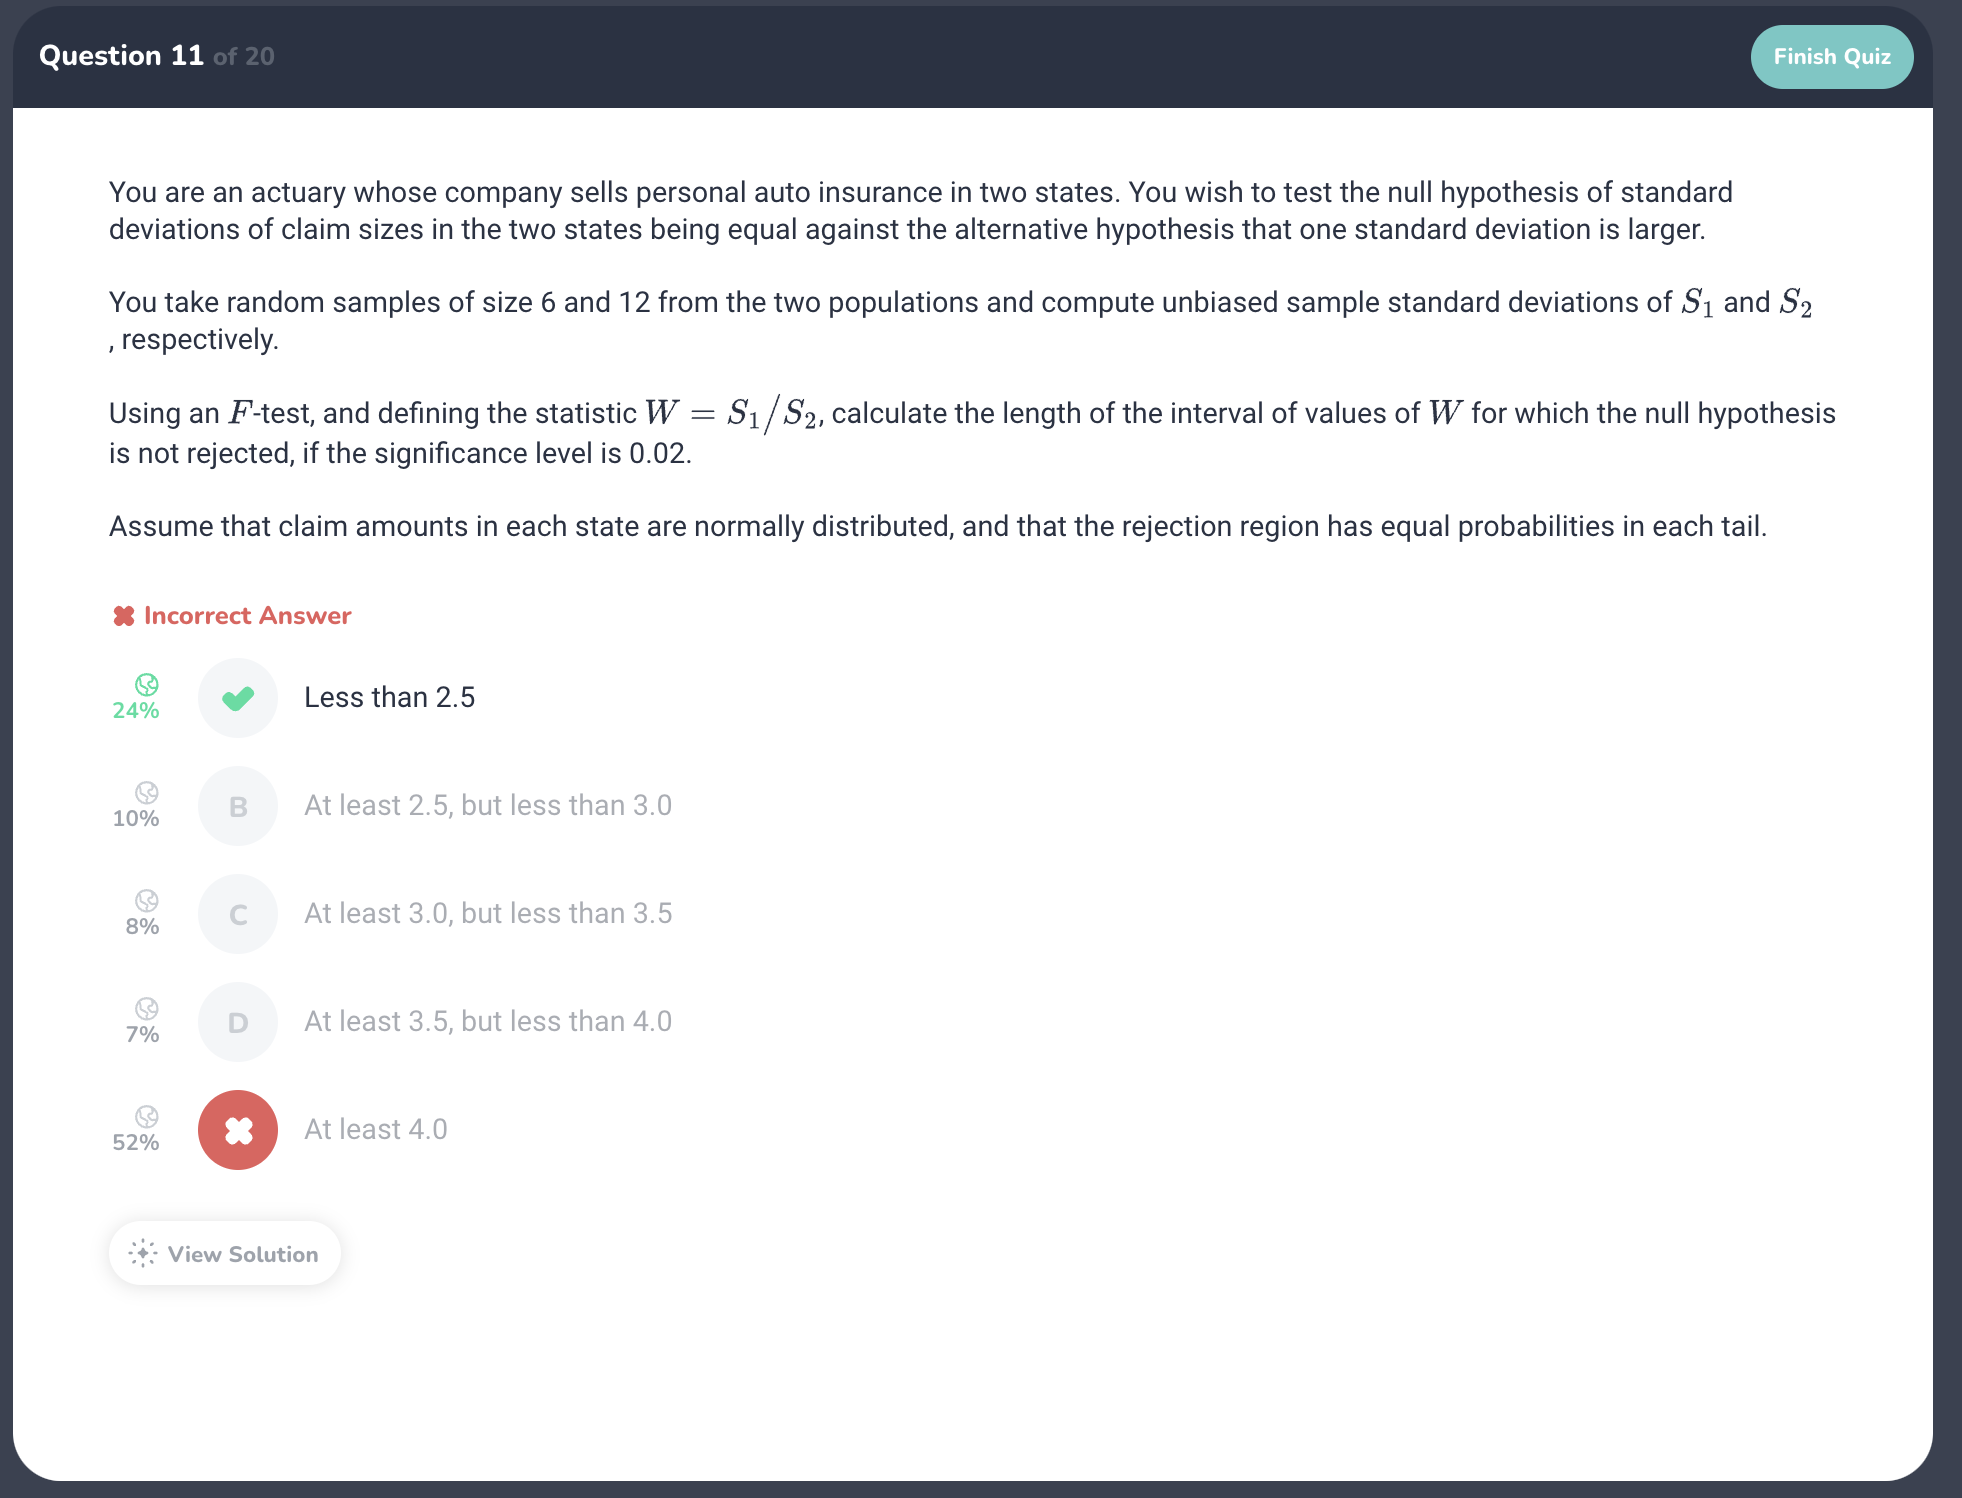 Question 11 of 20
Finish Quiz
You are an actuary whose company sells personal auto insurance in two states. You wish to test the null hypothesis of standard
deviations of claim sizes in the two states being equal against the alternative hypothesis that one standard deviation is larger.
You take random samples of size 6 and 12 from the two populations and compute unbiased sample standard deviations of S₁ and S₂
, respectively.
Using an F-test, and defining the statistic W = S₁/S₂, calculate the length of the interval of values of W for which the null hypothesis
is not rejected, if the significance level is 0.02.
Assume that claim amounts in each state are normally distributed, and that the rejection region has equal probabilities in each tail.
Incorrect Answer
24%
Less than 2.5
10%
B
At least 2.5, but less than 3.0
8%
C
At least 3.0, but less than 3.5
7%
D
At least 3.5, but less than 4.0
52%
At least 4.0
View Solution